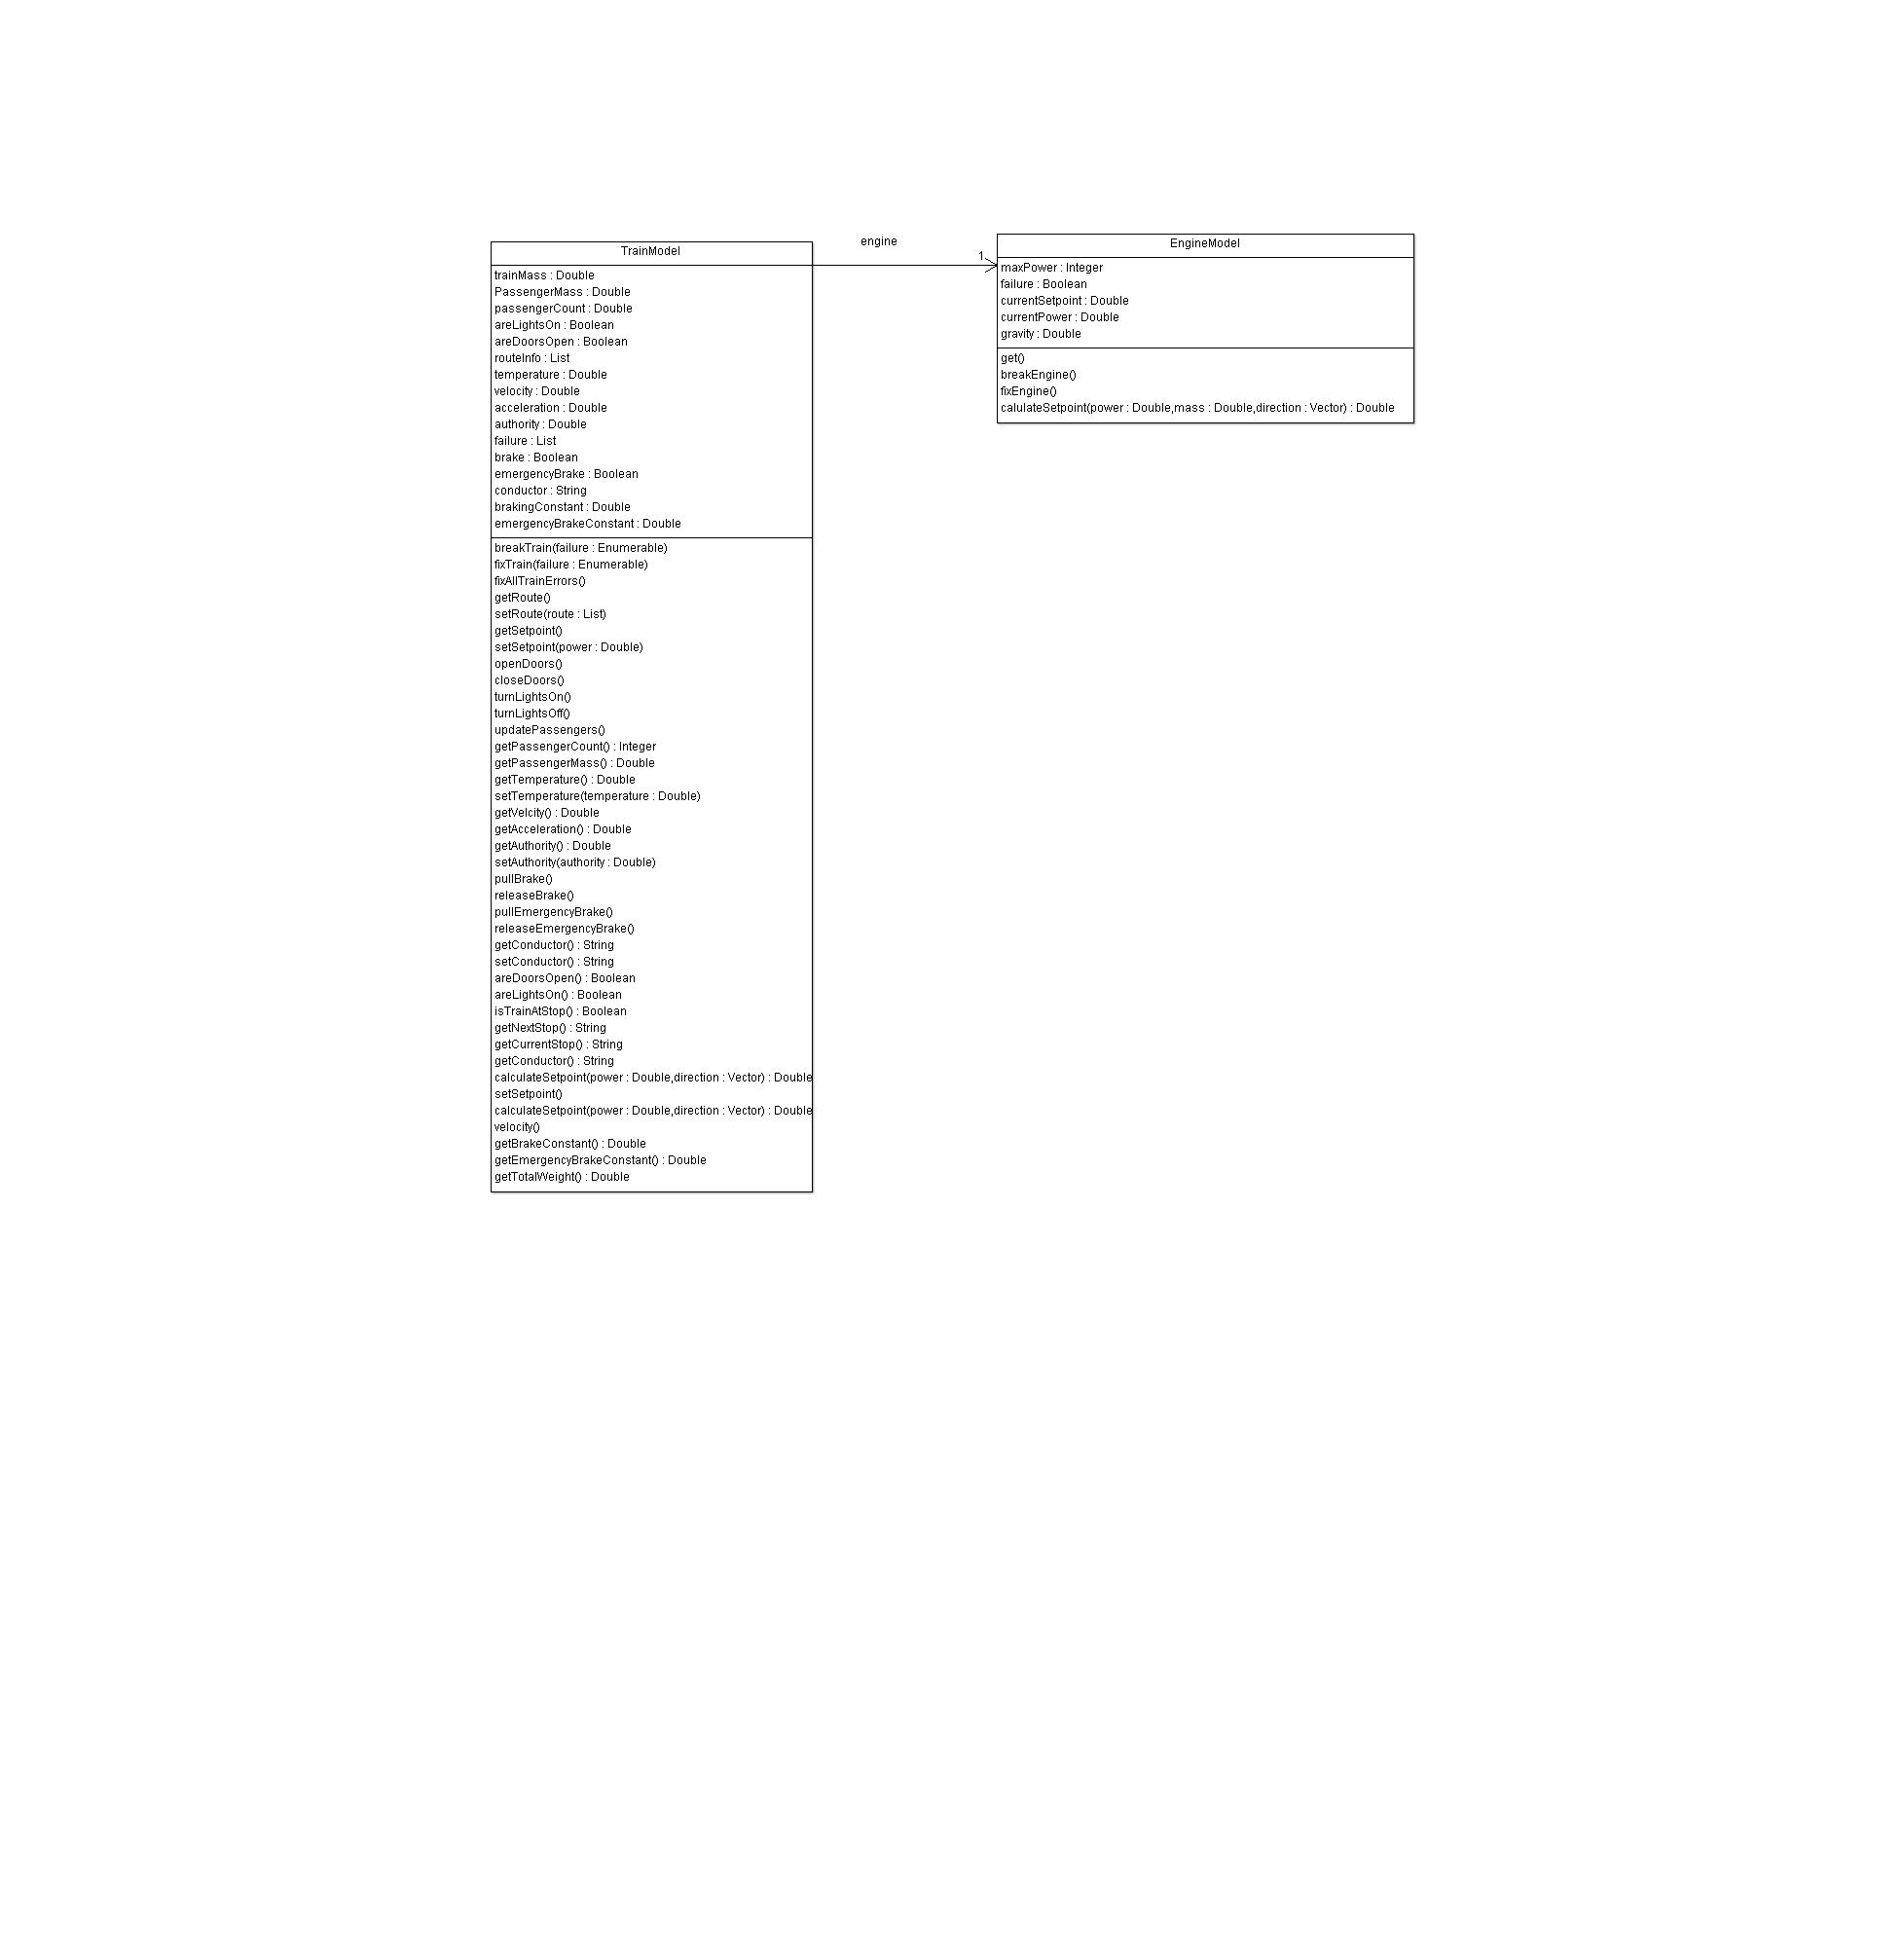 TrainModel
trainMass : Double
PassengerMass : Double
passengerCount : Double
areLightsOn : Boolean
areDoorsOpen : Boolean
routeInfo : List
temperature : Double
velocity : Double
acceleration : Double
authority : Double
failure : List
brake : Boolean
emergencyBrake : Boolean
conductor : String
brakingConstant : Double
emergencyBrakeConstant : Double
breakTrain(failure : Enumerable)
fixTrain(failure : Enumerable)
fixAllTrainErrors()
getRoute()
setRoute(route : List)
getSetpoint()
setSetpoint(power : Double)
openDoors()
closeDoors()
turnLightsOn()
turnLightsOff()
updatePassengers()
getPassengerCount() : Integer
getPassengerMass() : Double
getTemperature() : Double
setTemperature(temperature : Double)
getVelcity() : Double
getAcceleration() : Double
getAuthority() : Double
setAuthority(authority : Double)
pullBrake()
releaseBrake()
pullEmergencyBrake()
releaseEmergencyBrake()
getConductor() : String
setConductor() : String
areDoorsOpen() : Boolean
areLightsOn() : Boolean
isTrainAtStop() : Boolean
getNextStop() : String
getCurrentStop() : String
getConductor() : String
calculateSetpoint(power : Double,direction : Vector) : Double
setSetpoint()
calculateSetpoint(power : Double,direction : Vector) : Double
velocity()
getBrakeConstant() : Double
getEmergencyBrakeConstant() : Double
getTotalWeight() : Double
engine
1
EngineModel
maxPower : Integer
failure : Boolean
currentSetpoint : Double
currentPower : Double
gravity : Double
get()
breakEngine()
fixEngine()
calulateSetpoint(power : Double,mass : Double,direction : Vector) : Double